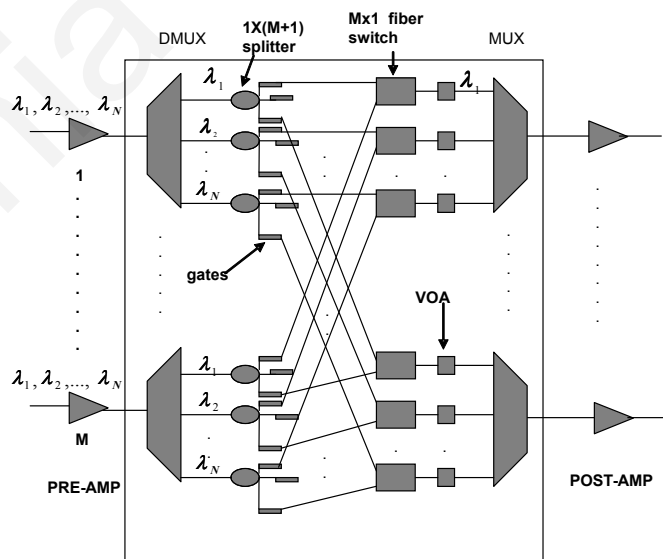 1X(M+1)
splitter
Mx1 fiber
switch
DMUX
MUX
λ1, λ2,..., λN
λ1
λ1
λ2
λN
1
gates
VOA
λ1, λ2,..., λN
λ1
λ2
λN
M
PRE-AMP
POST-AMP